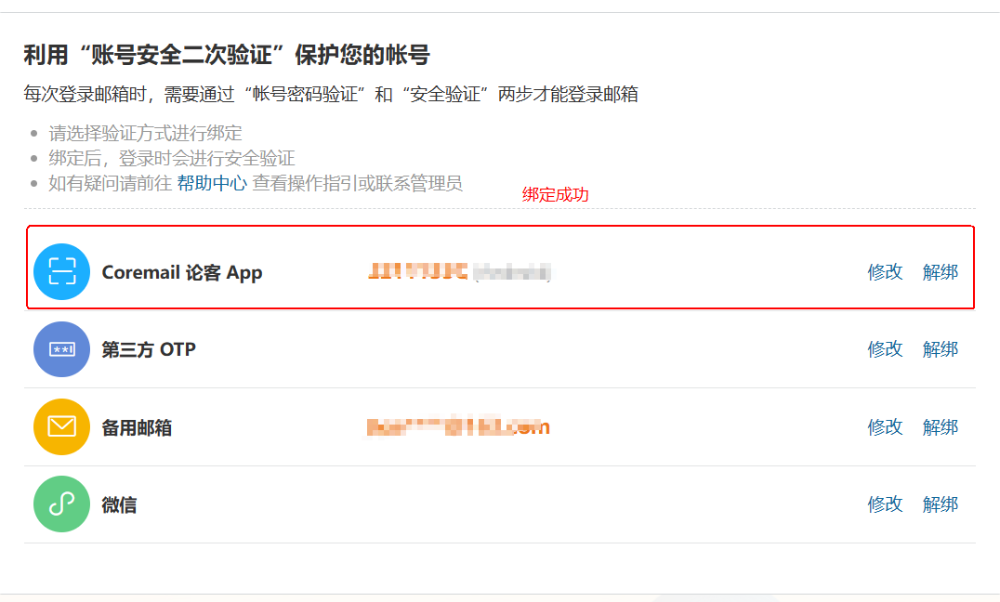 利用“账号安全二次验证”保护您的帐号
每次登录邮箱时，需要通过“帐号密码验证”和“安全验证”两步才能登录邮箱
请选择验证方式进行绑定
绑定后，登录时会进行安全验证
如有疑问请前往 帮助中心 查看操作指引或联系管理员
绑定成功
Coremail 论客 App 修改 解绑
第三方 OTP 修改 解绑
备用邮箱 修改 解绑
微信 修改 解绑